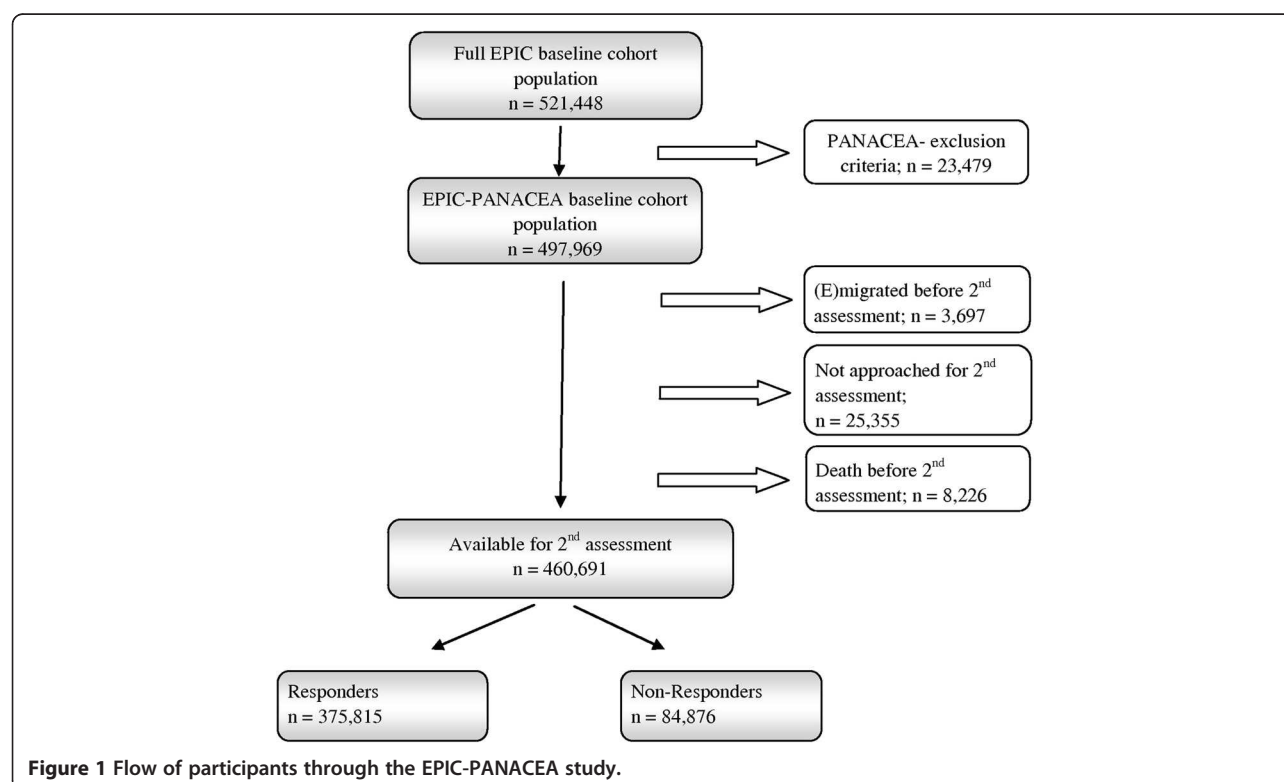 Full EPIC baseline cohort
population
n = 521,448
PANACEA- exclusion
criteria; n = 23,479
EPIC-PANACEA baseline cohort
population
n = 497,969
(E)migrated before 2nd
assessment; n = 3,697
Not approached for 2nd
assessment;
n = 25,355
Death before 2nd
assessment; n = 8,226
Available for 2nd assessment
n = 460,691
Responders
n = 375,815
Non-Responders
n = 84,876
Figure 1 Flow of participants through the EPIC-PANACEA study.